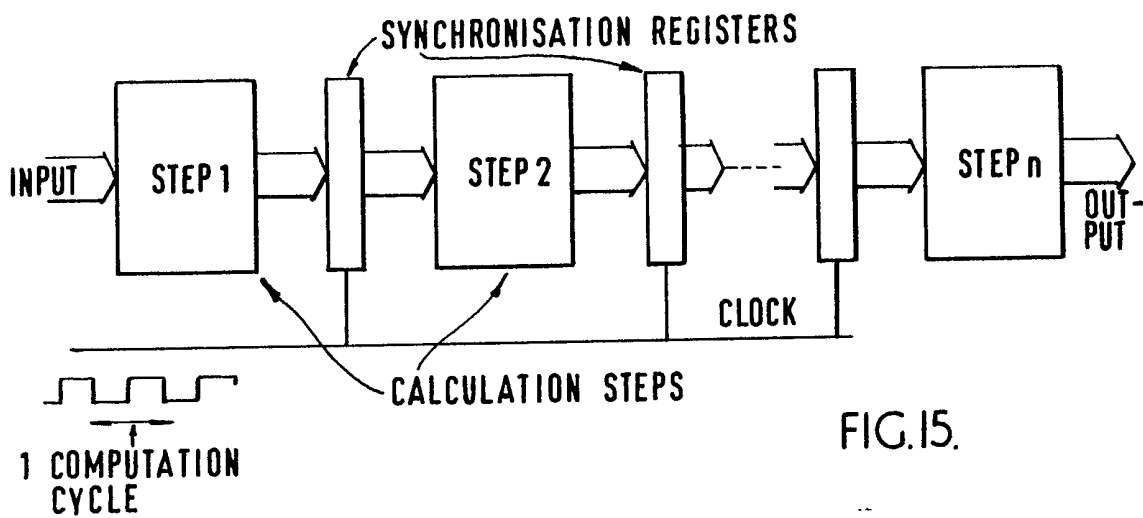 SYNCHRONISATION REGISTERS
INPUT
STEP 1
STEP 2
STEP n
OUT-
PUT
CLOCK
CALCULATION STEPS
1 COMPUTATION
CYCLE
FIG.15.